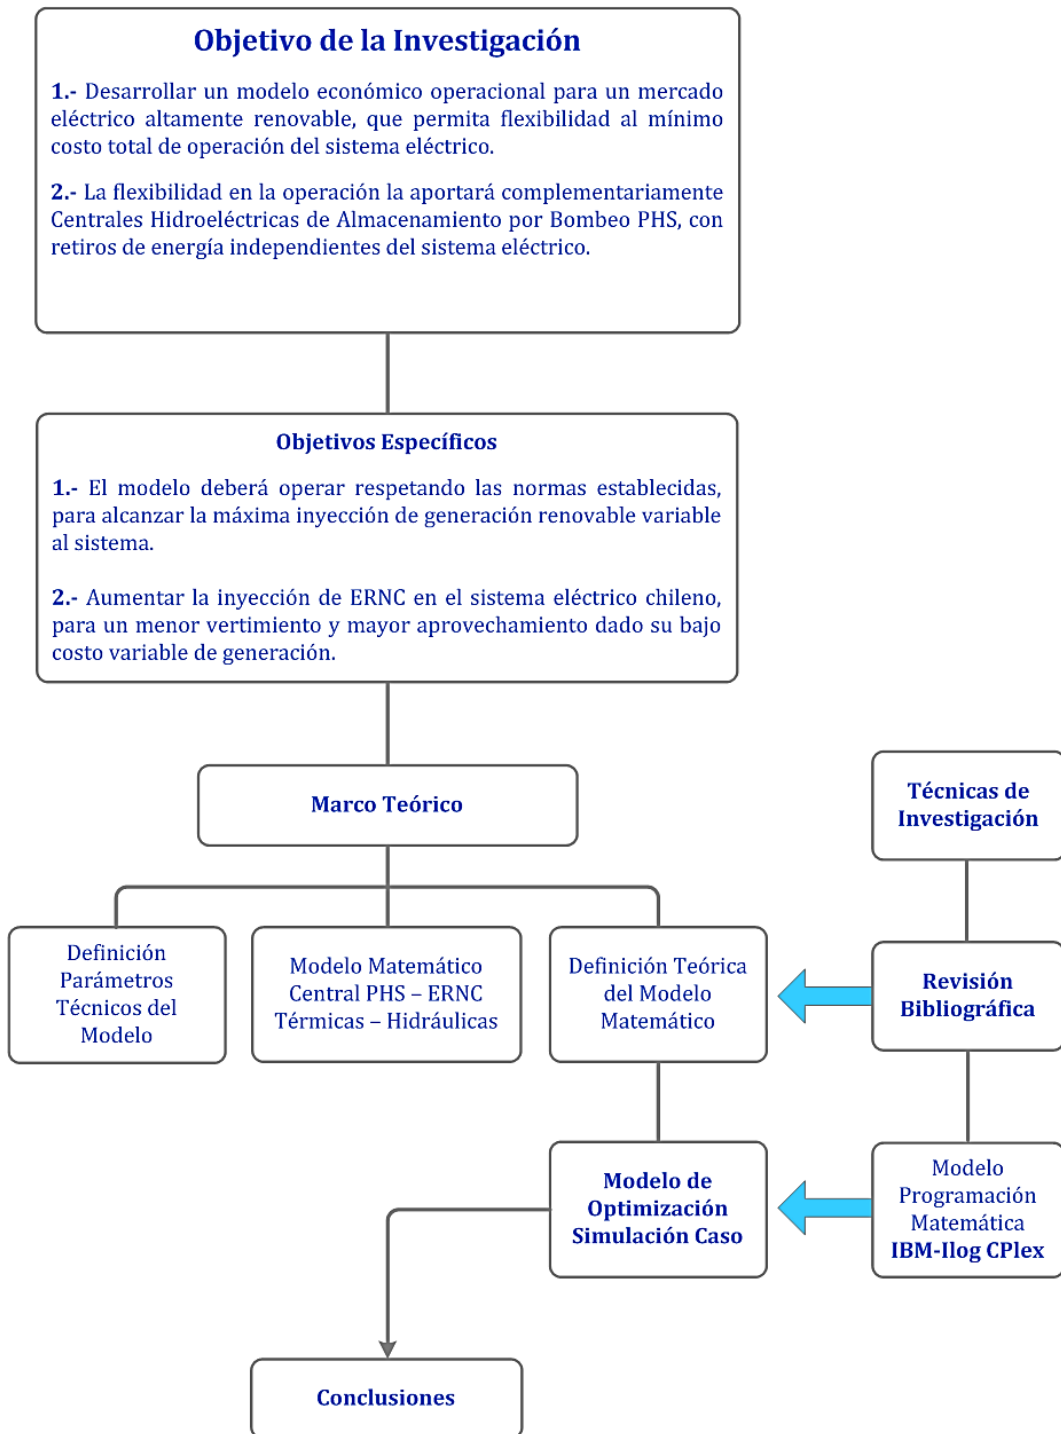 Objetivo de la Investigación
1.- Desarrollar un modelo económico operacional para un mercado
eléctrico altamente renovable, que permita flexibilidad al mínimo
costo total de operación del sistema eléctrico.
2.- La flexibilidad en la operación la aportará complementariamente
Centrales Hidroeléctricas de Almacenamiento por Bombeo PHS, con
retiros de energía independientes del sistema eléctrico.
Objetivos Específicos
1.- El modelo deberá operar respetando las normas establecidas,
para alcanzar la máxima inyección de generación renovable variable
al sistema.
2.- Aumentar la inyección de ERNC en el sistema eléctrico chileno,
para un menor vertimiento y mayor aprovechamiento dado su bajo
costo variable de generación.
Marco Teórico
Técnicas de
Investigación
Definición
Parámetros
Técnicos del
Modelo
Modelo Matemático
Central PHS – ERNC
Térmicas – Hidráulicas
Definición Teórica
del Modelo
Matemático
Revisión
Bibliográfica
Modelo de
Optimización
Simulación Caso
Modelo
Programación
Matemática
IBM-Ilog CPlex
Conclusiones